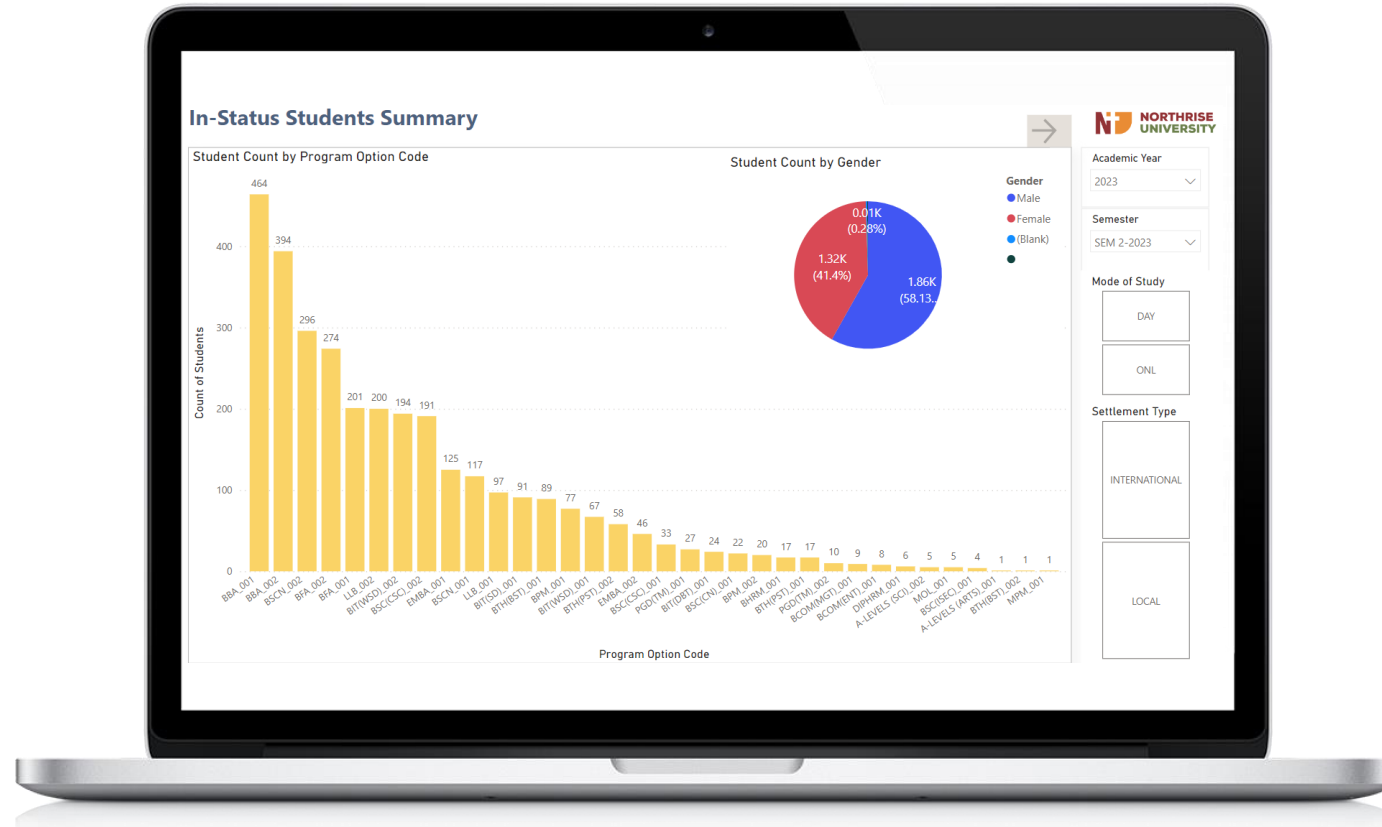 In-Status Students Summary
NORTHRISE
UNIVERSITY
Student Count by Program Option Code
464
394
296
274
201
200
194
191
125
117
97
91
89
77
67
58
46
33
27
24
22
20
17
17
10
9
8
6
5
5
4
1
1
1
400
300
200
100
0
Count of Students
BBA_001
BBA_002
BSCN_002
BFA_002
BFA_001
LLB_002
BIT(WSD)_002
BSC(CSC)_002
EMBA_001
BSCN_001
LLB_001
BIT(SD)_001
BTH(BST)_001
BPM_001
BIT(WSD)_001
BTH(PST)_002
EMBA_002
BSC(CSC)_001
PGD(TM)_001
BIT(DBT)_001
BSC(CN)_001
BPM_002
BHRM_001
BTH(PST)_001
PGD(TM)_002
BCOM(MGT)_001
BCOM(ENT)_001
DIPHRM_001
A-LEVELS (SCI)_002
MOL_001
BSC(ISEC)_001
A-LEVELS (ARTS)_001
BTH(BST)_002
MPM_001
Program Option Code
Student Count by Gender
0.01K
(0.28%)
1.32K
(41.4%)
1.86K
(58.13...
Gender
Male
Female
(Blank)
Academic Year
2023
Semester
SEM 2-2023
Mode of Study
DAY
ONL
Settlement Type
INTERNATIONAL
LOCAL